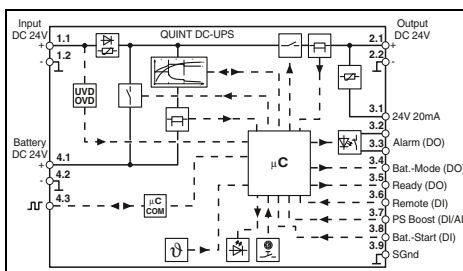 Input
DC 24V
+
1.1
1.2
-
QUINT DC-UPS
Output
DC 24V
2.1
+
2.2
-
UVD
OVD
3.1
24V 20mA
3.2
Alarm (DO)
3.3
3.4
Bat.-Mode (DO)
3.5
Ready (DO)
3.6
Remote (DI)
3.7
PS Boost (DI/AI)
3.8
Bat.-Start (DI)
3.9
SGnd
Battery
DC 24V
+
4.1
-
4.2
4.3
µC
µC
COM
ϑ